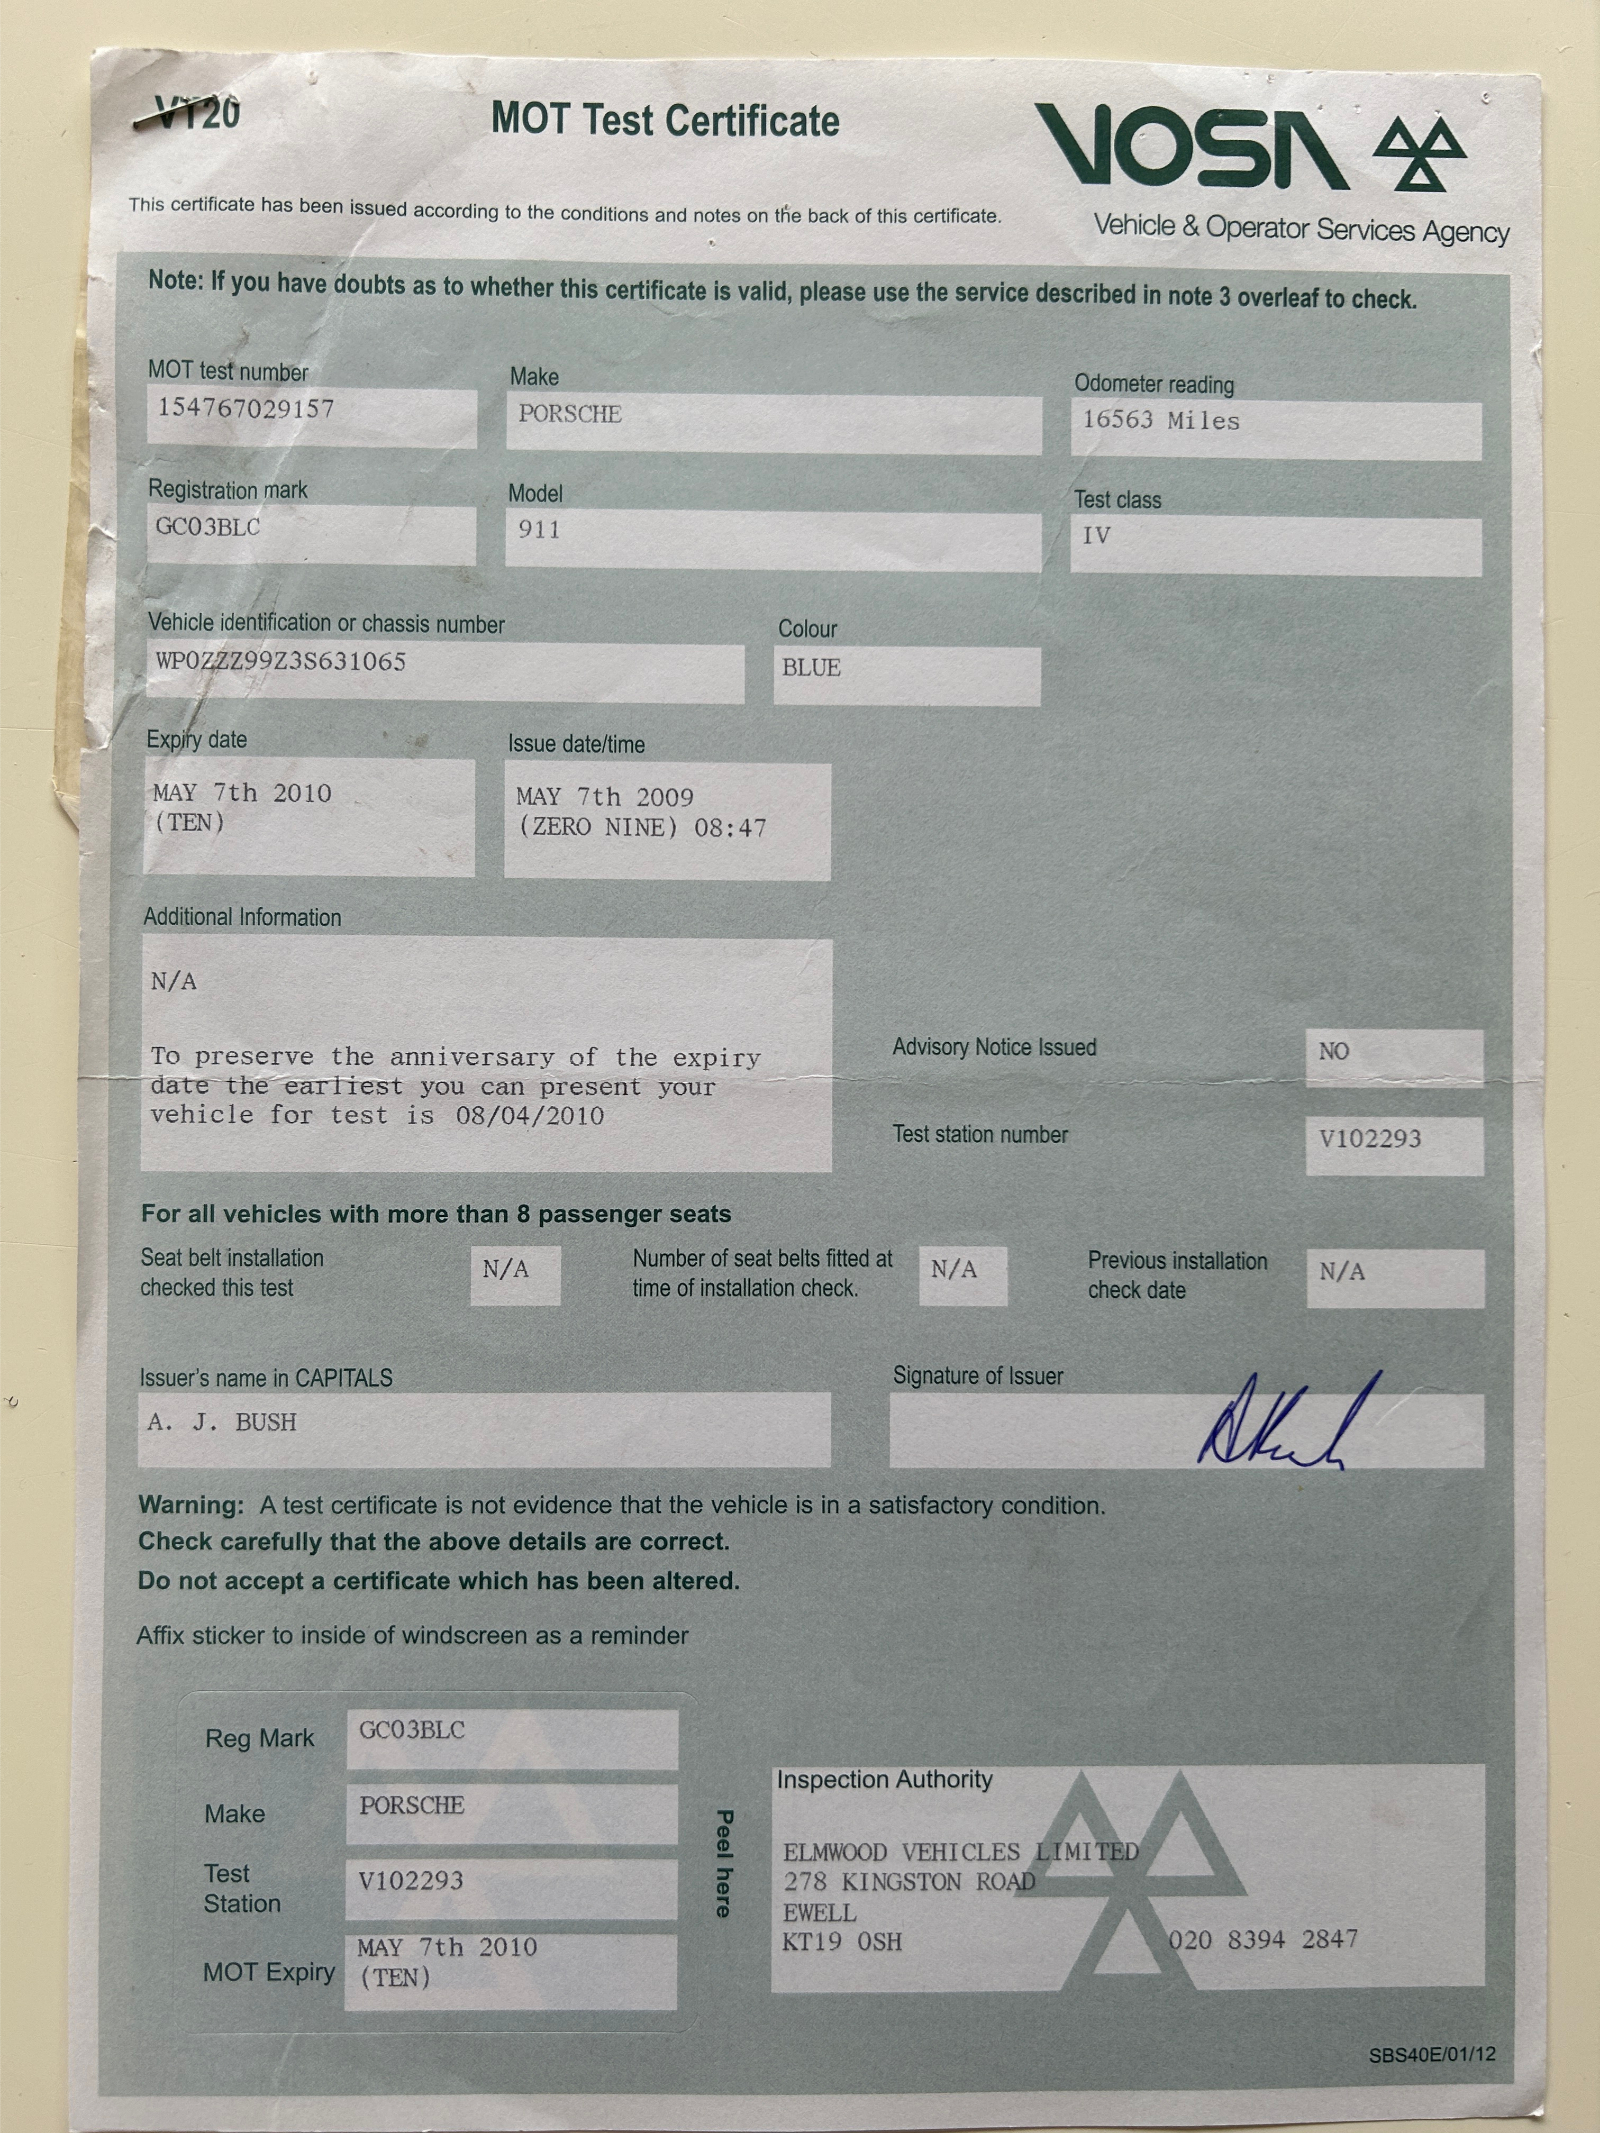 VT20
MOT Test Certificate
VOSA
Vehicle & Operator Services Agency
This certificate has been issued according to the conditions and notes on the back of this certificate.
Note: If you have doubts as to whether this certificate is valid, please use the service described in note 3 overleaf to check.
MOT test number
154767029157
Make
PORSCHE
Odometer reading
16563 Miles
Registration mark
GC03BLC
Model
911
Test class
IV
Vehicle identification or chassis number
WP0ZZZ99Z3S631065
Colour
BLUE
Expiry date
MAY 7th 2010
(TEN)
Issue date/time
MAY 7th 2009
(ZERO NINE) 08:47
Additional Information
N/A
To preserve the anniversary of the expiry
date the earliest you can present your
vehicle for test is 08/04/2010
Advisory Notice Issued
NO
Test station number
V102293
For all vehicles with more than 8 passenger seats
Seat belt installation
checked this test
N/A
Number of seat belts fitted at
time of installation check.
N/A
Previous installation
check date
N/A
Issuer's name in CAPITALS
A. J. BUSH
Signature of Issuer
Warning: A test certificate is not evidence that the vehicle is in a satisfactory condition.
Check carefully that the above details are correct.
Do not accept a certificate which has been altered.
Affix sticker to inside of windscreen as a reminder
Reg Mark
GC03BLC
Make
PORSCHE
Test
Station
V102293
MOT Expiry
MAY 7th 2010
(TEN)
Peel here
Inspection Authority
ELMWOOD VEHICLES LIMITED
278 KINGSTON ROAD
EWELL
KT19 0SH
020 8394 2847
SBS40E/01/12